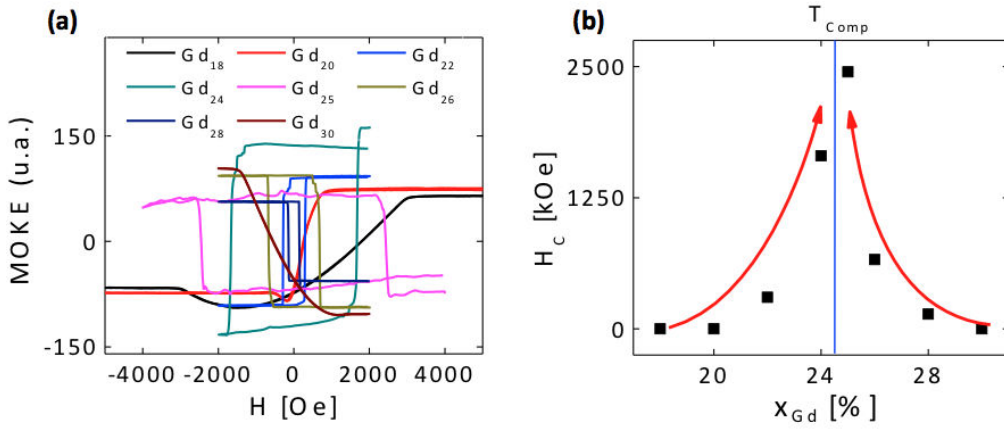 (a)
Gd18 Gd20 Gd22
Gd24 Gd25 Gd26
Gd28 Gd30
MOKE (u.a.)
150
0
-150
-4000 -2000 0 2000 4000
H [Oe]
(b)
TComp
HC [kOe]
2500
1250
0
20 24 28
xGd [%]